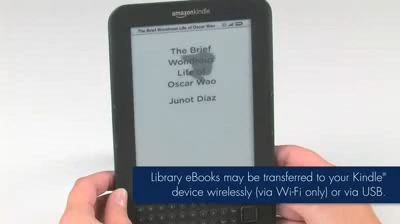 amazonkindle
The Brief Wondrous Life of Oscar Wao
The Brief
Wondrous
Life of
Oscar Wao
Junot Díaz
Library eBooks may be transferred to your Kindle®
device wirelessly (via Wi-Fi only) or via USB.